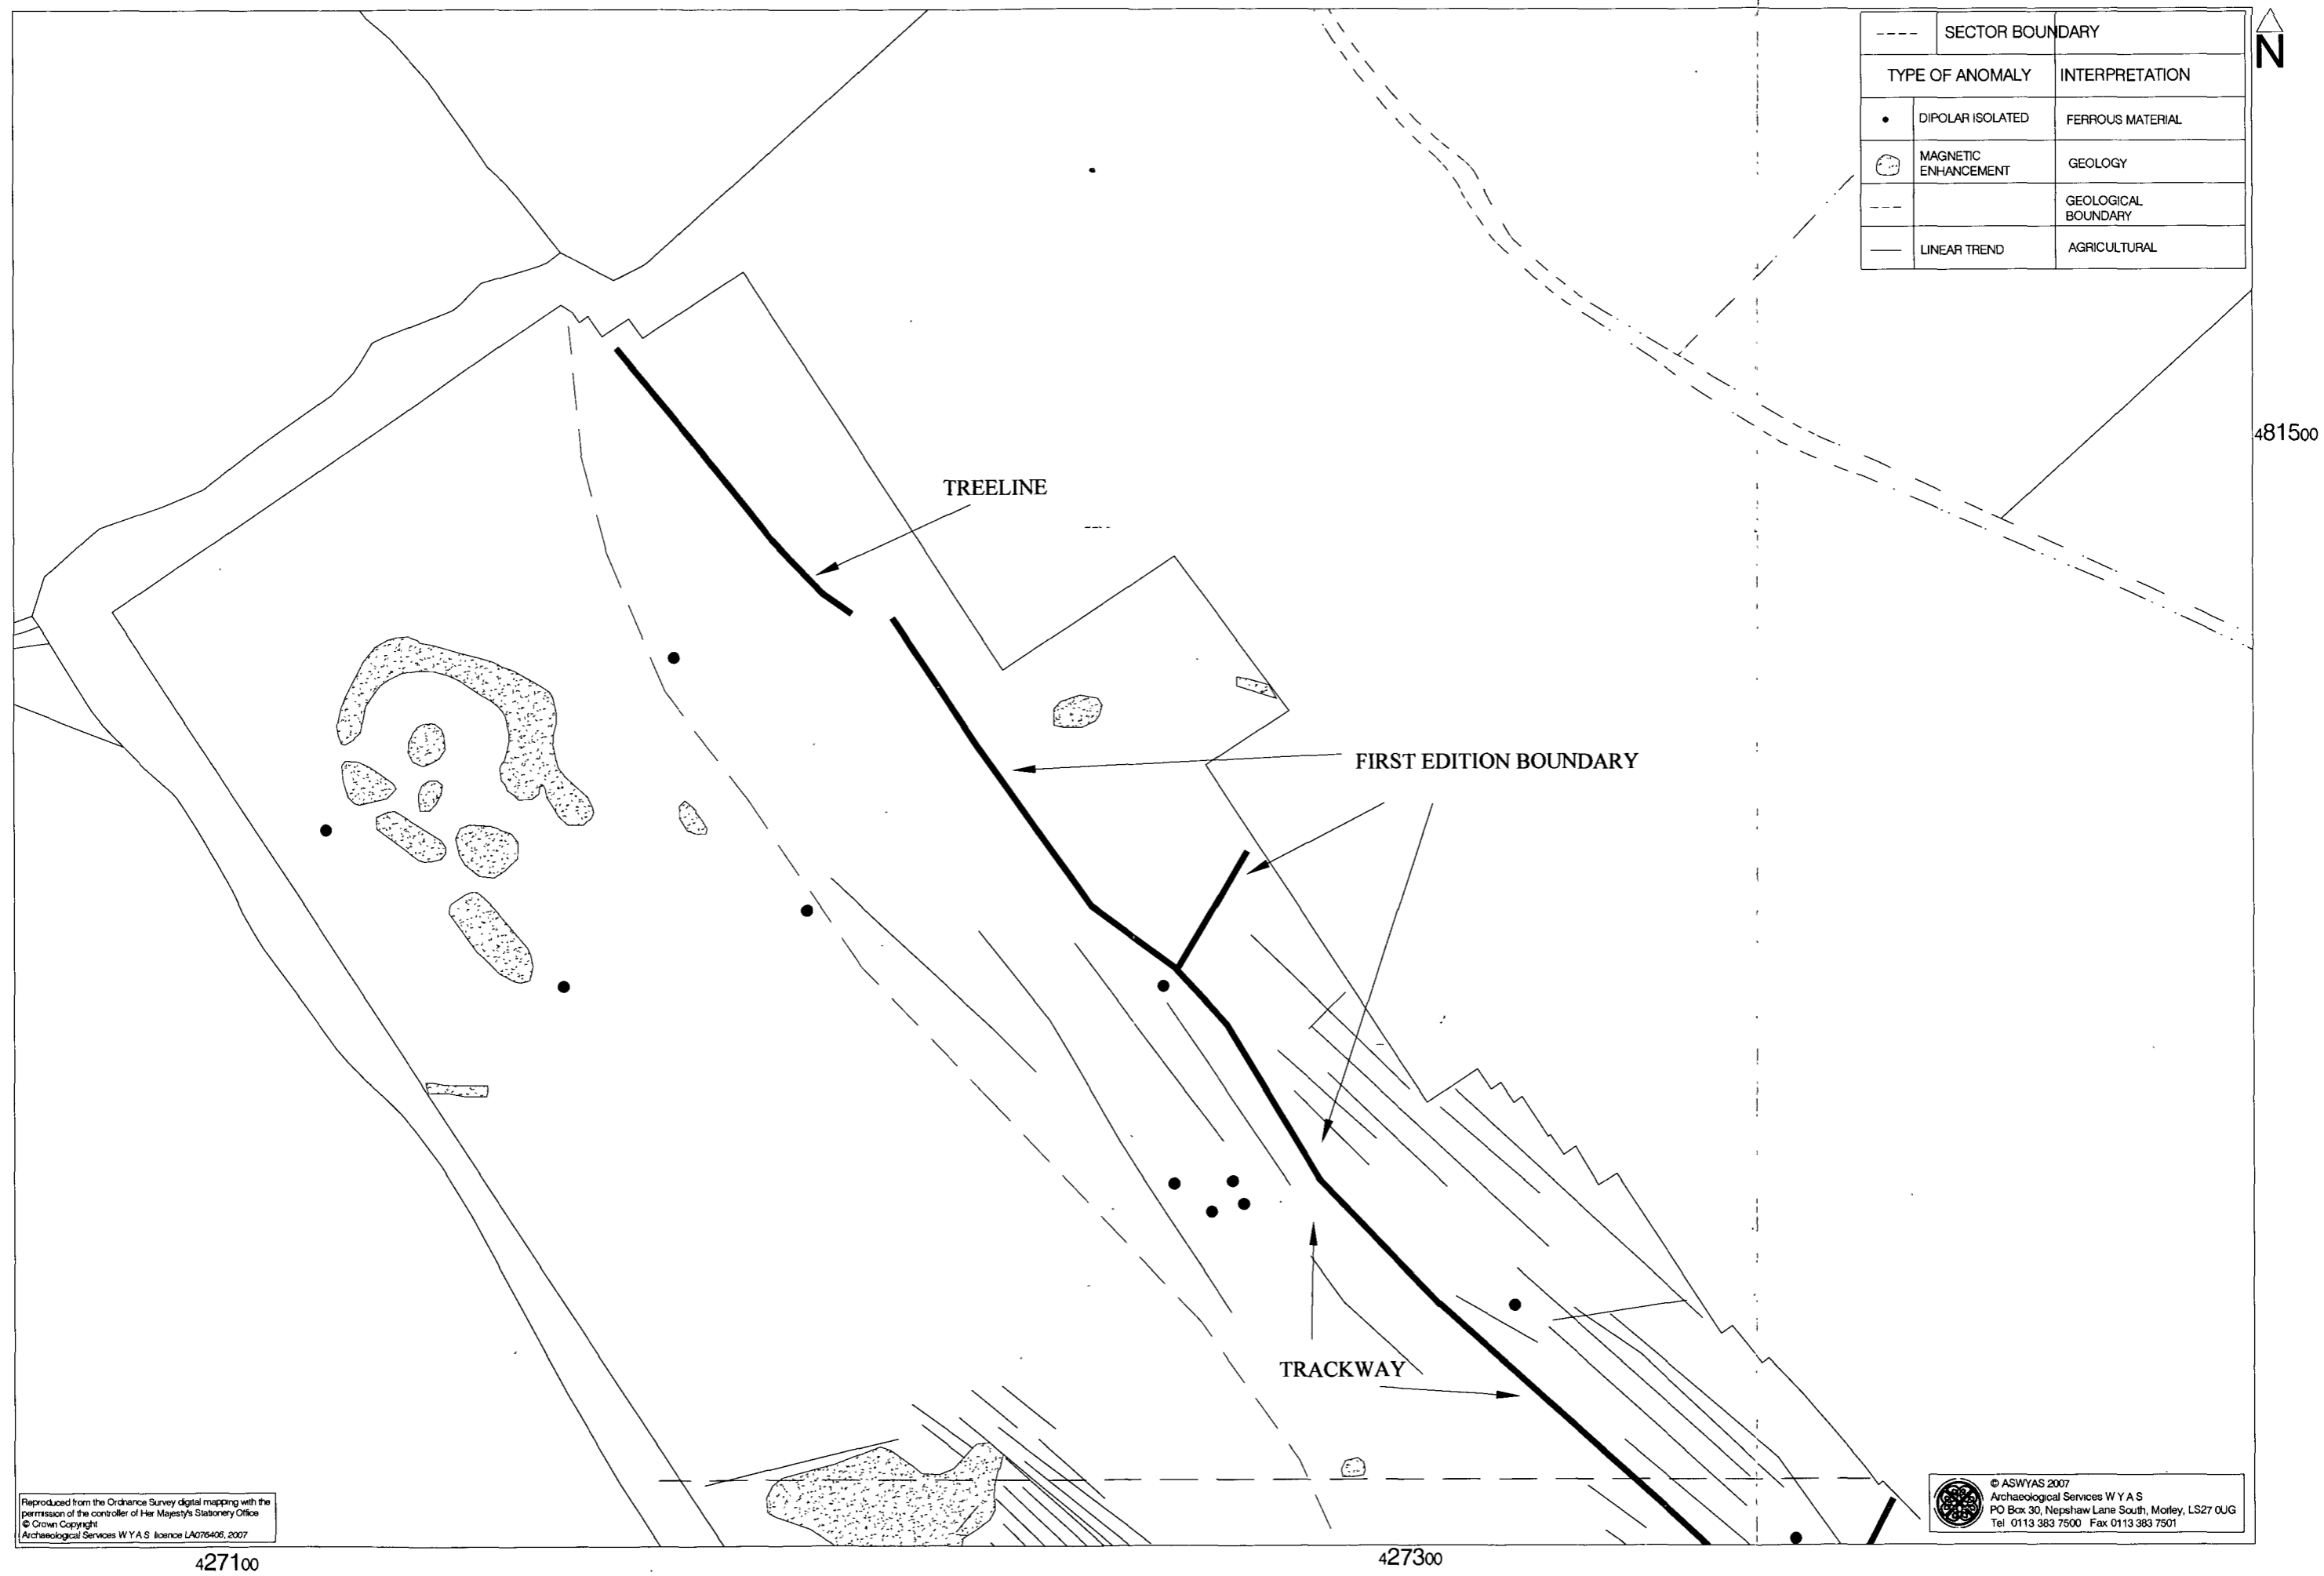 N
SECTOR BOUNDARY
TYPE OF ANOMALY INTERPRETATION
DIPOLAR ISOLATED FERROUS MATERIAL
MAGNETIC
ENHANCEMENT GEOLOGY
GEOLOGICAL
BOUNDARY
LINEAR TREND AGRICULTURAL
481500
TREELINE
FIRST EDITION BOUNDARY
TRACKWAY
Reproduced from the Ordnance Survey digital mapping with the
permission of the controller of Her Majesty's Stationery Office
© Crown Copyright
Archaeological Services W Y A S licence LA076406, 2007
© ASWYAS 2007
Archaeological Services W Y A S
PO Box 30, Nepshaw Lane South, Morley, LS27 0UG
Tel 0113 383 7500 Fax 0113 383 7501
427100
427300